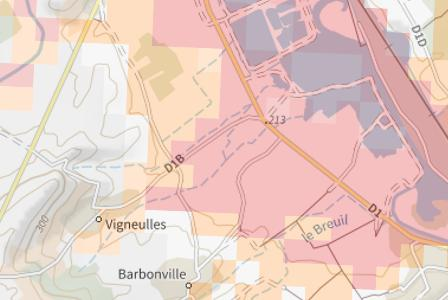 D1D
213
D1B
D1
le Breuil
300
Vigneulles
Barbonville